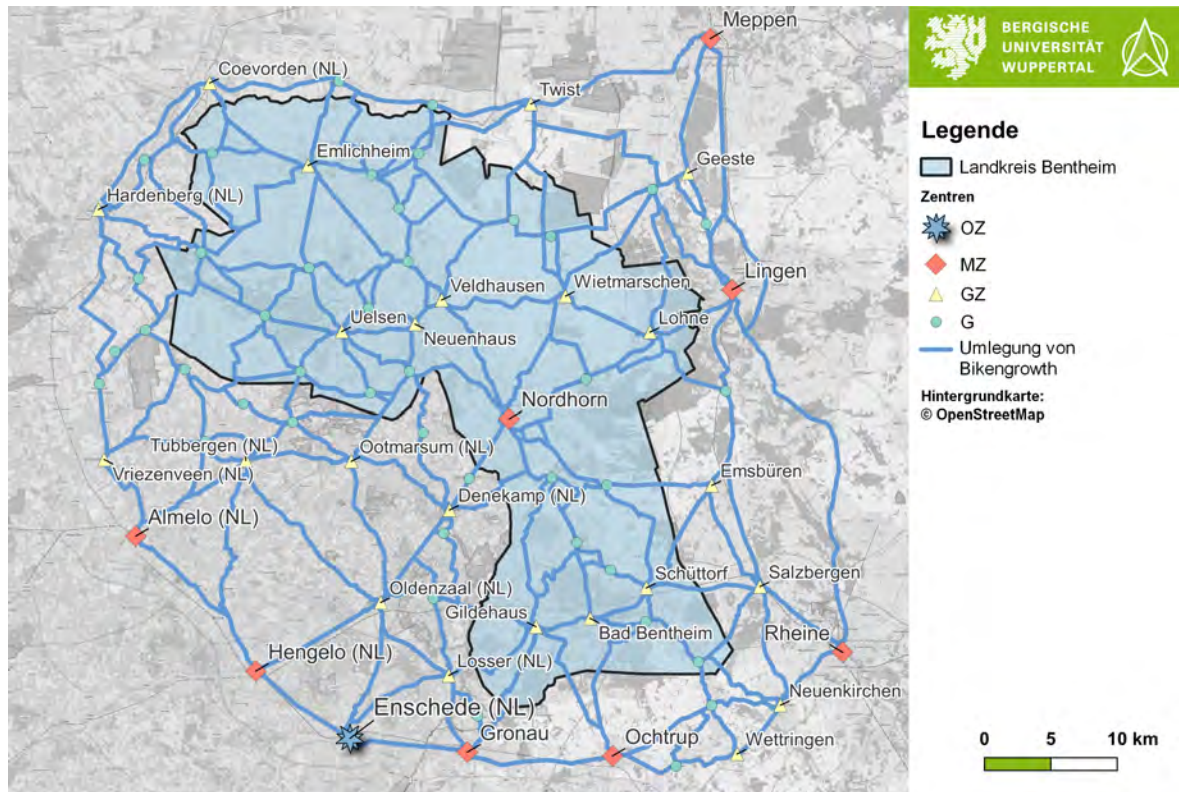 Meppen
Coevorden (NL)
Twist
Emlichheim
Geeste
Hardenberg (NL)
Lingen
Veldhausen
Wietmarschen
Uelsen
Lohne
Neuenhaus
Nordhorn
Tubbergen (NL)
Ootmarsum (NL)
Vriezenveen (NL)
Emsbüren
Denekamp (NL)
Almelo (NL)
Schüttorf
Salzbergen
Oldenzaal (NL)
Gildehaus
Bad Bentheim
Rheine
Hengelo (NL)
Losser (NL)
Neuenkirchen
Enschede (NL)
Gronau
Ochtrup
Wettringen
BERGISCHE
UNIVERSITÄT
WUPPERTAL
Legende
Landkreis Bentheim
Zentren
OZ
MZ
GZ
G
Umlegung von
Bikengrowth
Hintergrundkarte:
© OpenStreetMap
0 5 10 km